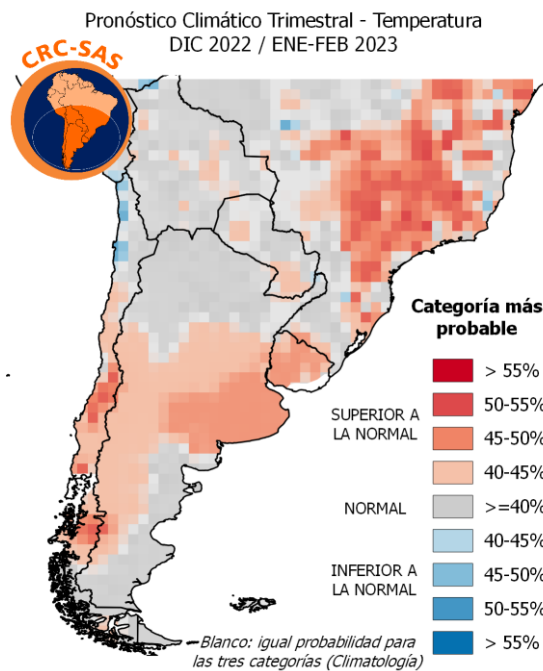 Pronóstico Climático Trimestral - Temperatura
DIC 2022 / ENE-FEB 2023
CRC-SAS
Categoría más
probable
> 55%
50-55%
SUPERIOR A
LA NORMAL
45-50%
40-45%
NORMAL
>=40%
40-45%
INFERIOR A
LA NORMAL
45-50%
50-55%
> 55%
Blanco: igual probabilidad para
las tres categorías (Climatología)